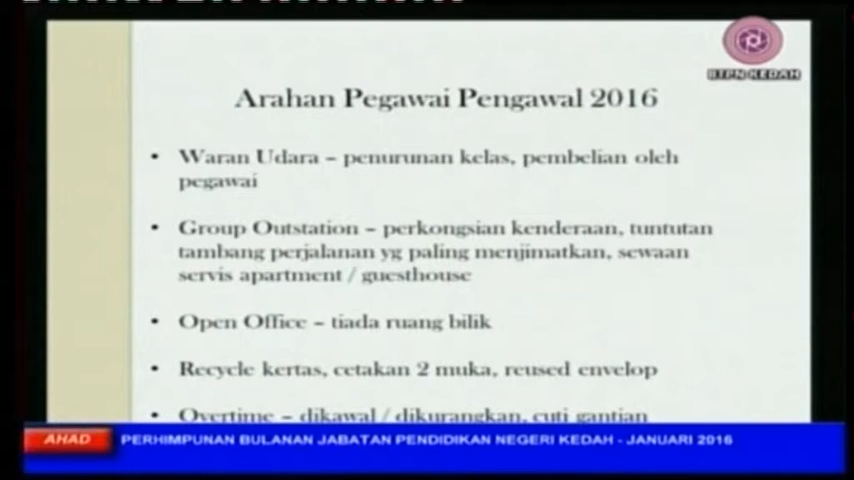 BTPN KEDAH
Arahan Pegawai Pengawal 2016
• Waran Udara – penurunan kelas, pembelian oleh
pegawai
• Group Outstation – perkongsian kenderaan, tuntutan
tambang perjalanan yg paling menjimatkan, sewaan
servis apartment / guesthouse
• Open Office – tiada ruang bilik
• Recycle kertas, cetakan 2 muka, reused envelop
• Overtime – dikawal / dikurangkan, cuti gantian
AHAD PERHIMPUNAN BULANAN JABATAN PENDIDIKAN NEGERI KEDAH - JANUARI 2016